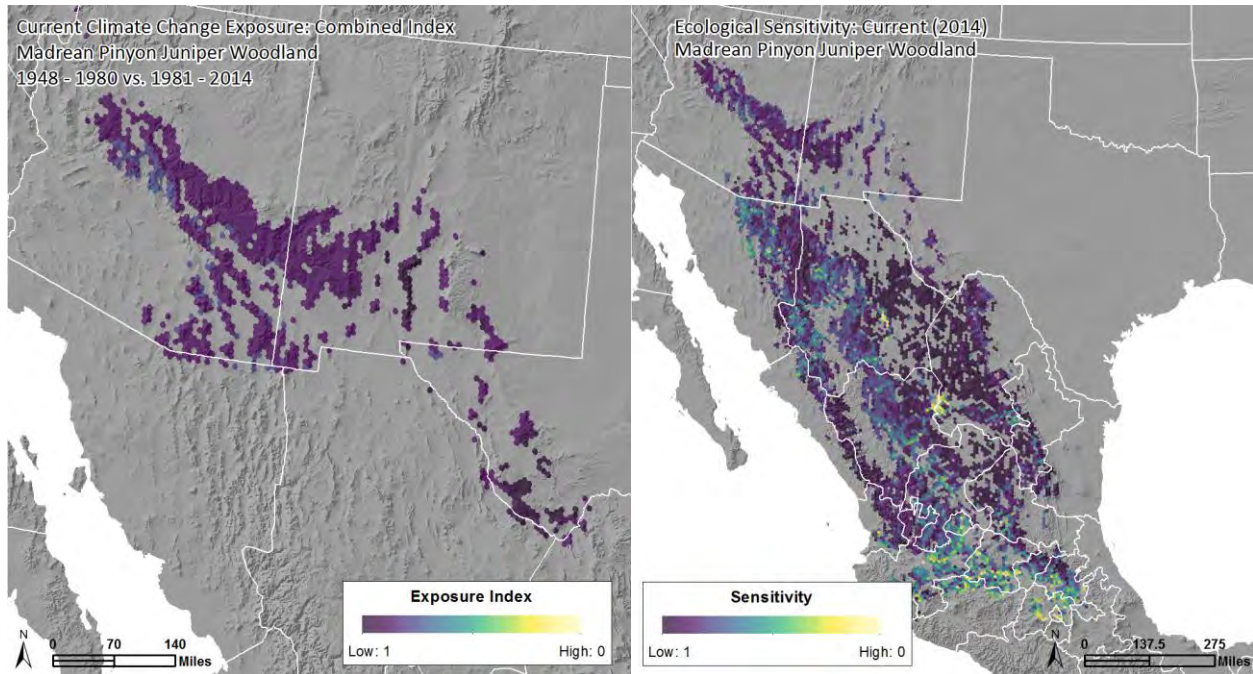 Current Climate Change Exposure: Combined Index
Madrean Pinyon Juniper Woodland
1948 - 1980 vs. 1981 - 2014
Exposure Index
Low: 1 High: 0
N
0 70 140
Miles
Ecological Sensitivity: Current (2014)
Madrean Pinyon Juniper Woodland
Sensitivity
Low: 1 High: 0
N
0 137.5 275
Miles